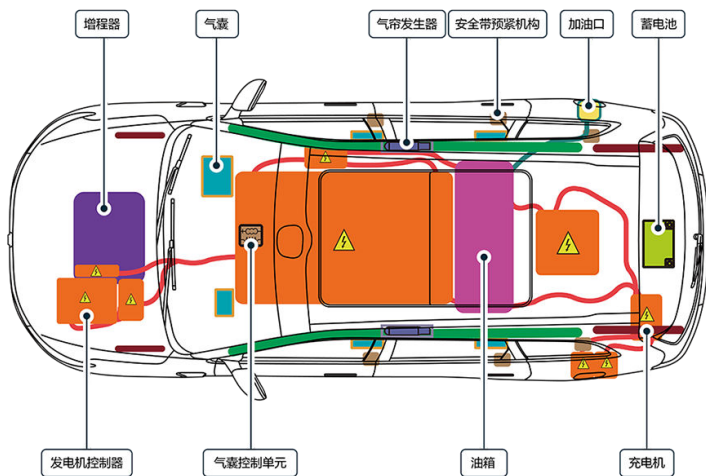 增程器
气囊
气帘发生器
安全带预紧机构
加油口
蓄电池
发电机控制器
气囊控制单元
油箱
充电机